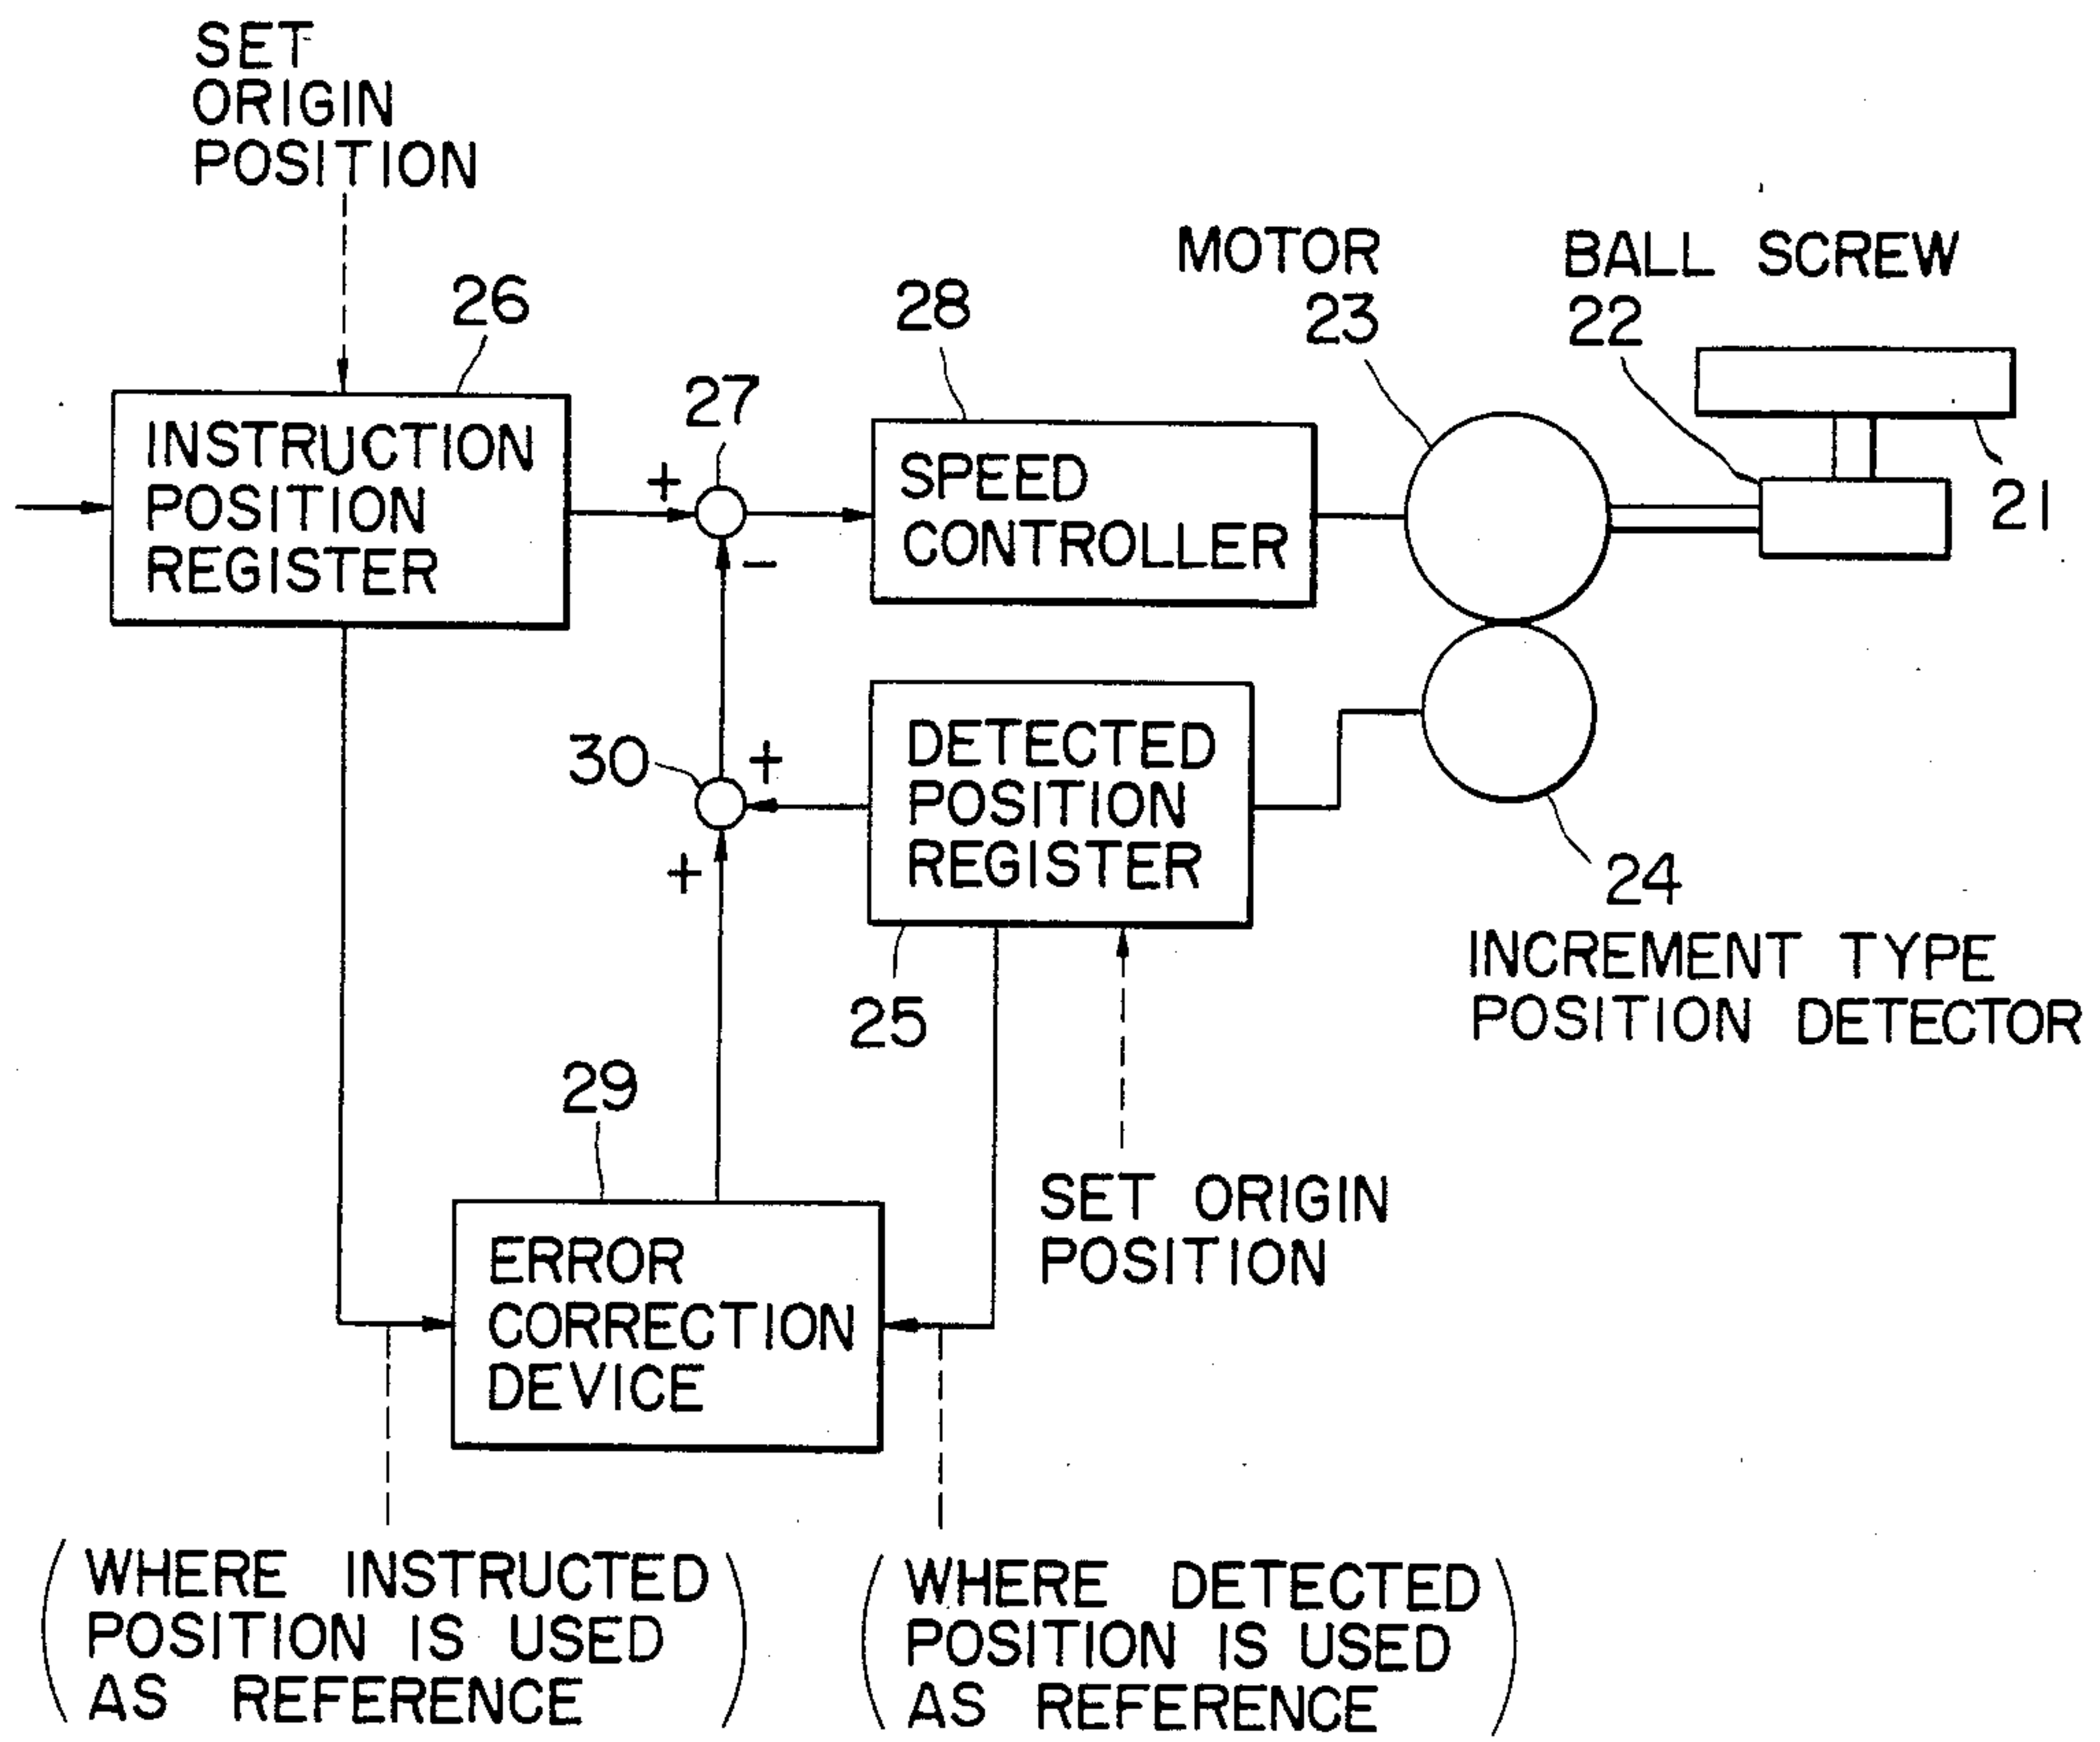 SET
ORIGIN
POSITION
26
INSTRUCTION
POSITION
REGISTER
27
+
-
28
SPEED
CONTROLLER
MOTOR
23
BALL SCREW
22
21
30
+
+
DETECTED
POSITION
REGISTER
25
24
INCREMENT TYPE
POSITION DETECTOR
SET ORIGIN
POSITION
29
ERROR
CORRECTION
DEVICE
(WHERE INSTRUCTED
POSITION IS USED
AS REFERENCE)
(WHERE DETECTED
POSITION IS USED
AS REFERENCE)